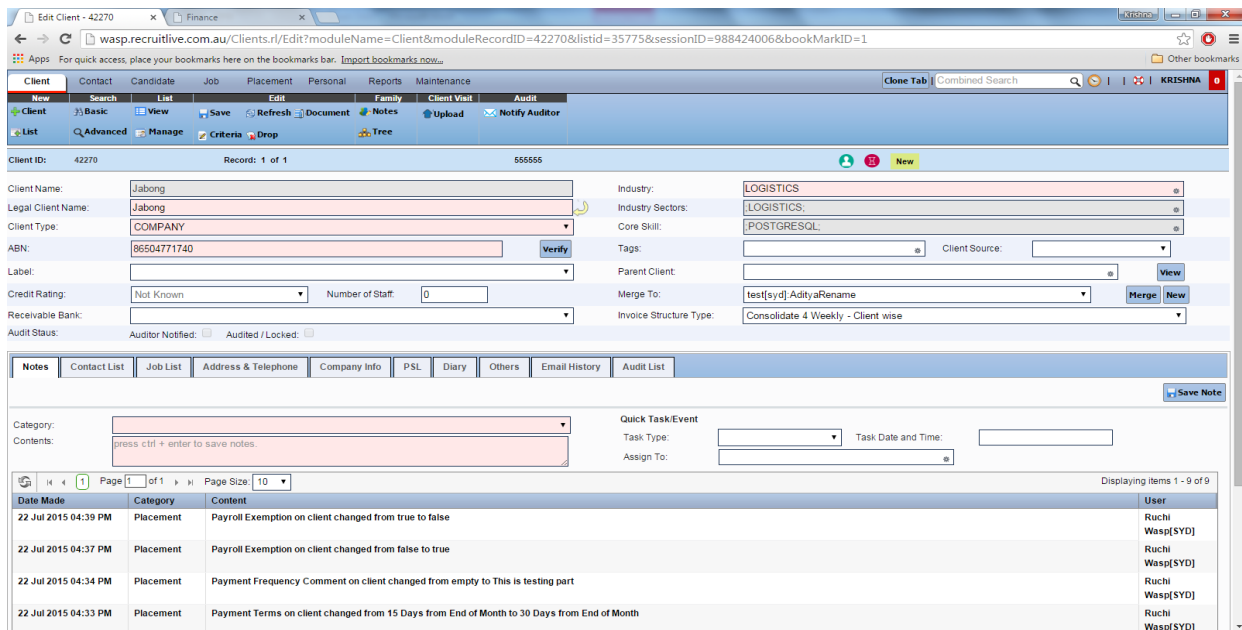 Edit Client - 42270 × Finance × Krishna
wasp.recruitlive.com.au/Clients.rl/Edit?moduleName=Client&moduleRecordID=42270&listid=35775&sessionID=988424006&bookMarkID=1
Apps For quick access, place your bookmarks here on the bookmarks bar. Import bookmarks now... Other bookmarks
Client Contact Candidate Job Placement Personal Reports Maintenance Clone Tab | Combined Search KRISHNA 0
New Search List Edit Family Client Visit Audit
Client Basic View Save Refresh Document Notes Upload Notify Auditor
List Advanced Manage Criteria Drop Tree
Client ID: 42270 Record: 1 of 1 555555 New
Client Name: Jabong Industry: LOGISTICS
Legal Client Name: Jabong Industry Sectors: ;LOGISTICS;
Client Type: COMPANY Core Skill: ;POSTGRESQL;
ABN: 86504771740 Verify Tags: Client Source:
Label: Parent Client: View
Credit Rating: Not Known Number of Staff: 0 Merge To: test[syd]:AdityaRename Merge New
Receivable Bank: Invoice Structure Type: Consolidate 4 Weekly - Client wise
Audit Staus: Auditor Notified: Audited / Locked:
Notes Contact List Job List Address & Telephone Company Info PSL Diary Others Email History Audit List
Save Note
Category: Quick Task/Event
Contents: press ctrl + enter to save notes. Task Type: Task Date and Time:
Assign To:
1 Page 1 of 1 Page Size: 10 Displaying items 1 - 9 of 9
Date Made Category Content User
22 Jul 2015 04:39 PM Placement Payroll Exemption on client changed from true to false Ruchi
Wasp[SYD]
22 Jul 2015 04:37 PM Placement Payroll Exemption on client changed from false to true Ruchi
Wasp[SYD]
22 Jul 2015 04:34 PM Placement Payment Frequency Comment on client changed from empty to This is testing part Ruchi
Wasp[SYD]
22 Jul 2015 04:33 PM Placement Payment Terms on client changed from 15 Days from End of Month to 30 Days from End of Month Ruchi
Wasp[SYD]